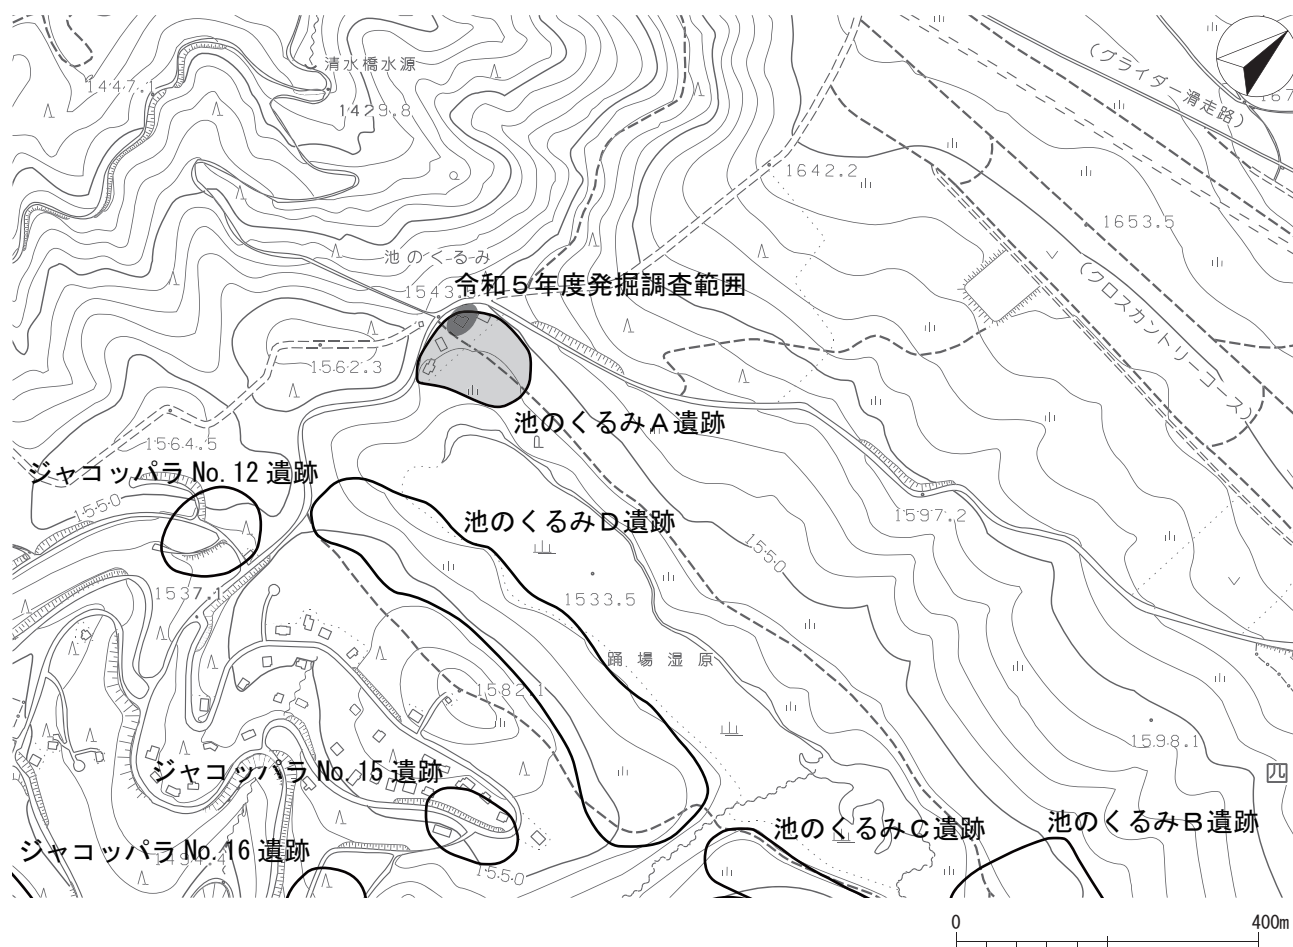 清水橋水源
1447.1
1429.8
(グライダー滑走路)
167
1642.2
1653.5
池のくるみ
令和5年度発掘調査範囲
1543.
(クロスカントリーコース)
1562.3
池のくるみA遺跡
P
1564.5
ジャコッパラNo.12遺跡
1550
池のくるみD遺跡
1597.2
1550
1537.1
1533.5
踊場湿原
1582.1
1598.1
ジャコッパラNo.15遺跡
池のくるみC遺跡
池のくるみB遺跡
ジャコッパラNo.16遺跡
1550
四
0
400m